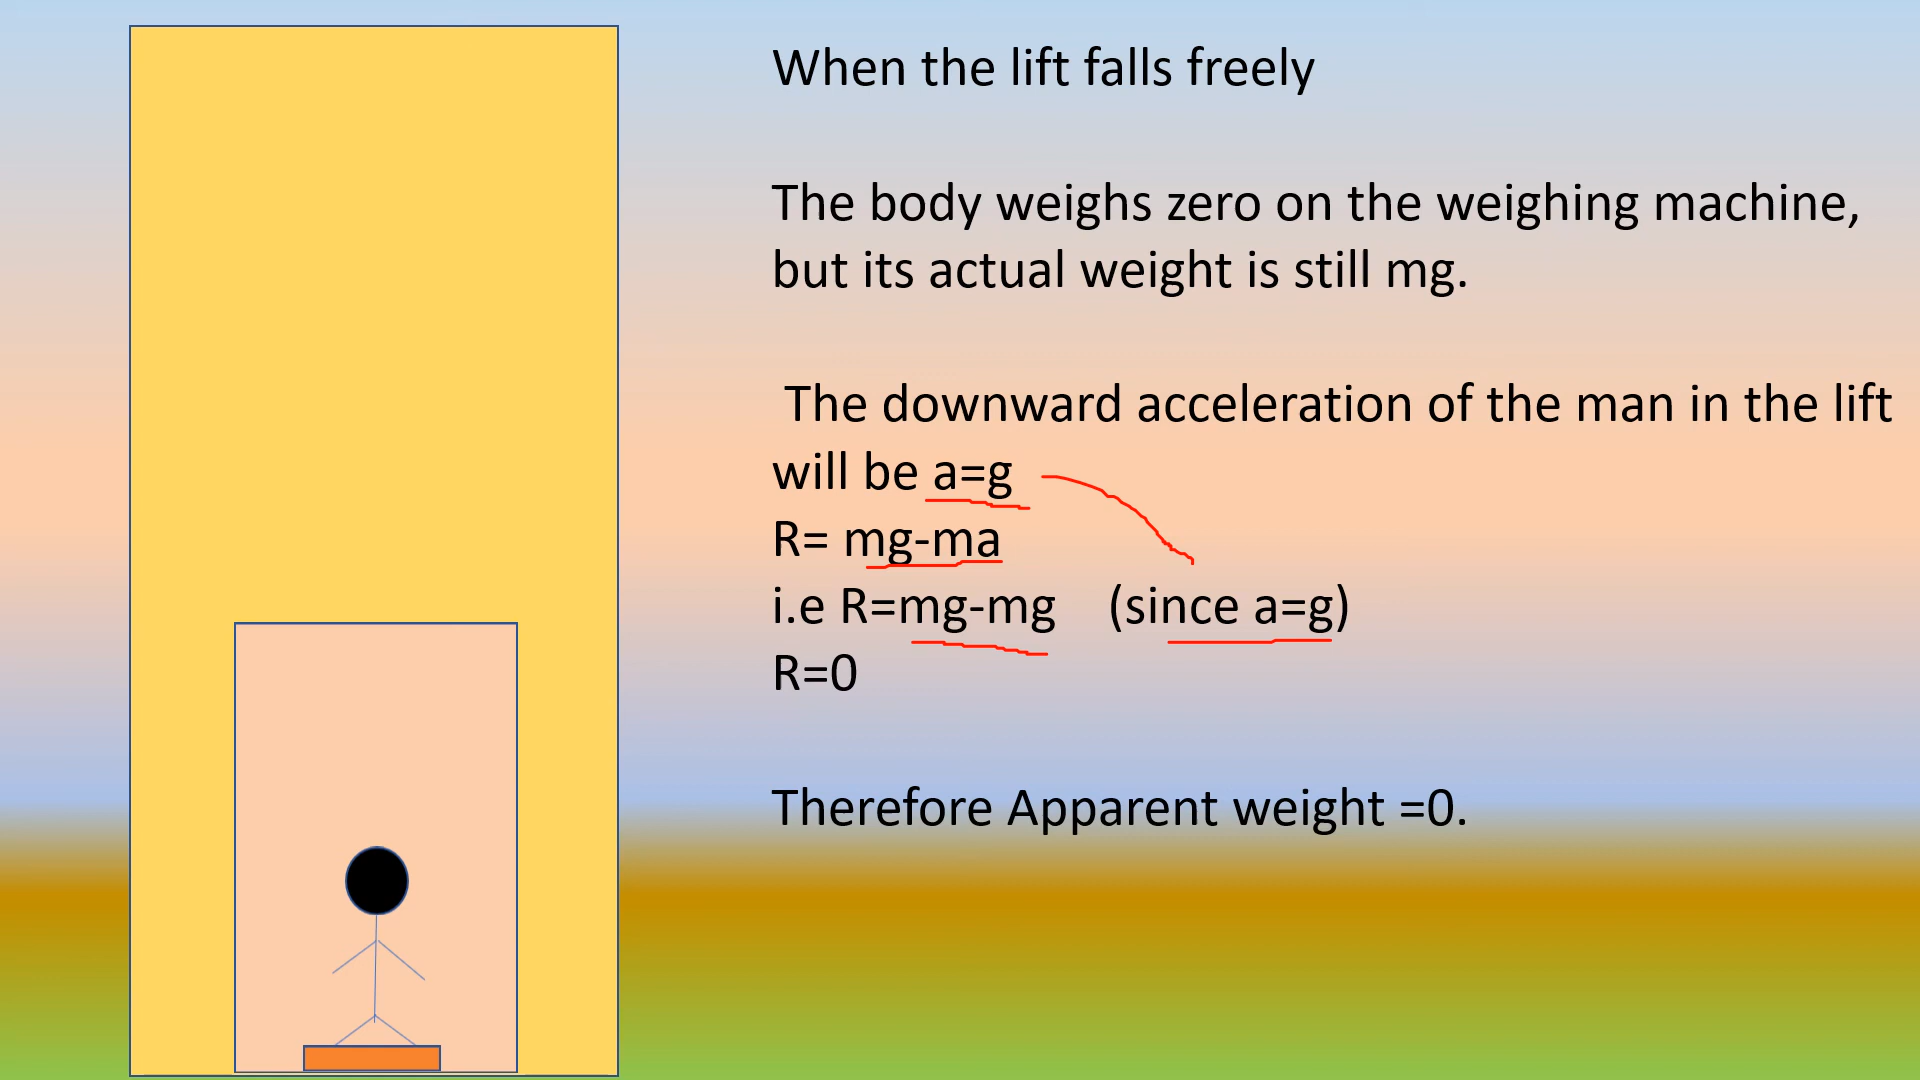 When the lift falls freely
The body weighs zero on the weighing machine,
but its actual weight is still mg.
The downward acceleration of the man in the lift
will be a=g
R= mg-ma
i.e R=mg-mg (since a=g)
R=0
Therefore Apparent weight =0.